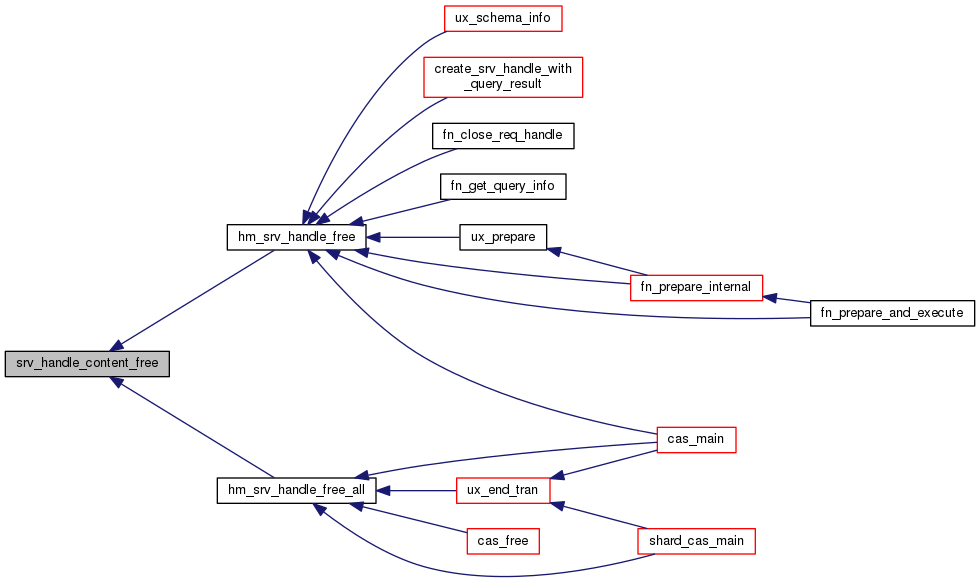 ux_schema_info
create_srv_handle_with
_query_result
fn_close_req_handle
fn_get_query_info
hm_srv_handle_free
ux_prepare
fn_prepare_internal
fn_prepare_and_execute
srv_handle_content_free
cas_main
hm_srv_handle_free_all
ux_end_tran
cas_free
shard_cas_main